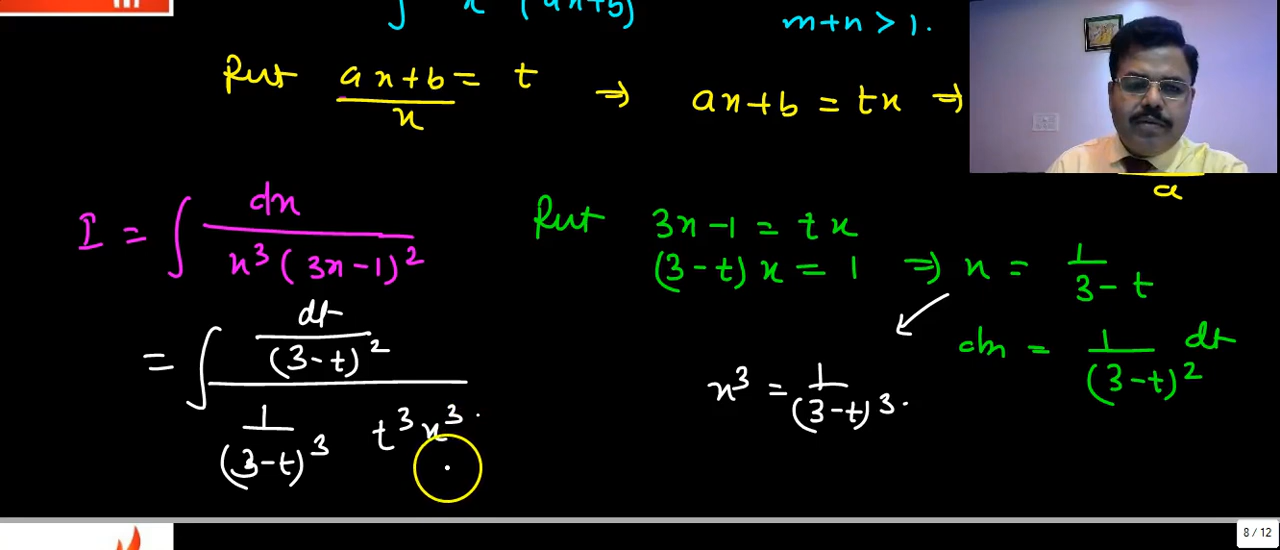 ∫ x (ax+b)
m+n > 1.
Put (ax+b)/x = t ⇒ ax+b = tx ⇒
a
I = ∫ dx / x³(3x-1)²
Put 3x-1 = tx
(3-t)x = 1 ⇒ x = 1/(3-t)
= ∫ (dt/(3-t)²) / (1/(3-t)³ t³x³.
dx = 1/(3-t)² dt
x³ = 1/(3-t)³.
8 / 12